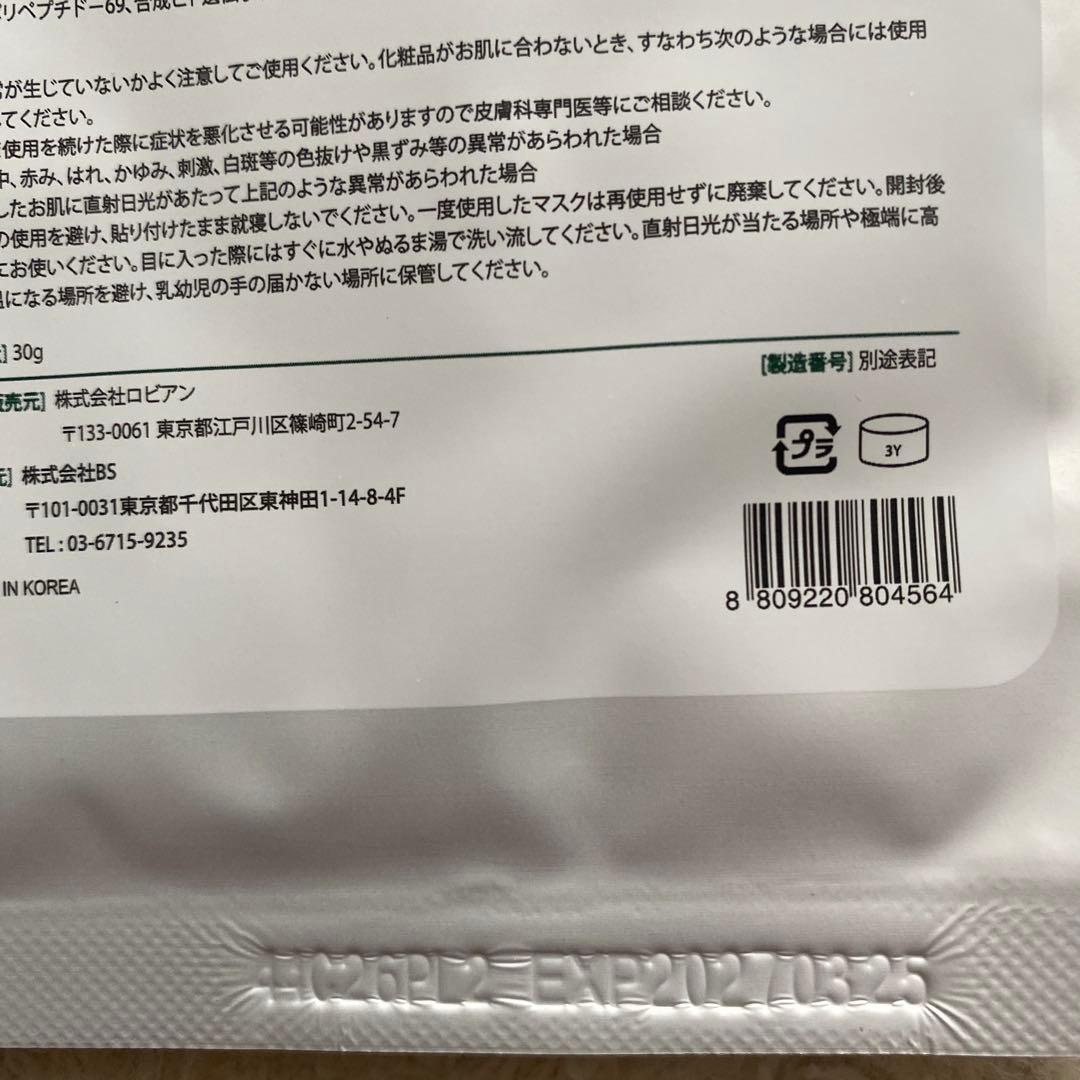 リペプチドー69、合成ヒト遺伝
が生じていないかよく注意してご使用ください。化粧品がお肌に合わないとき、すなわち次のような場合には使用
てください。
使用を続けた際に症状を悪化させる可能性がありますので皮膚科専門医等にご相談ください。
中、赤み、はれ、かゆみ、刺激、白斑等の色抜けや黒ずみ等の異常があらわれた場合
したお肌に直射日光があたって上記のような異常があらわれた場合
の使用を避け、貼り付けたまま就寝しないでください。一度使用したマスクは再使用せずに廃棄してください。開封後
にお使いください。目に入った際にはすぐに水やぬるま湯で洗い流してください。直射日光が当たる場所や極端に高
温になる場所を避け、乳幼児の手の届かない場所に保管してください。
] 30g
[製造番号] 別途表記
販売元] 株式会社ロビアン
〒133-0061 東京都江戸川区篠崎町2-54-7
元] 株式会社BS
〒101-0031東京都千代田区東神田1-14-8-4F
TEL : 03-6715-9235
IN KOREA
プラ
3Y
8 809220 804564
HC26PL2 EXP20270325